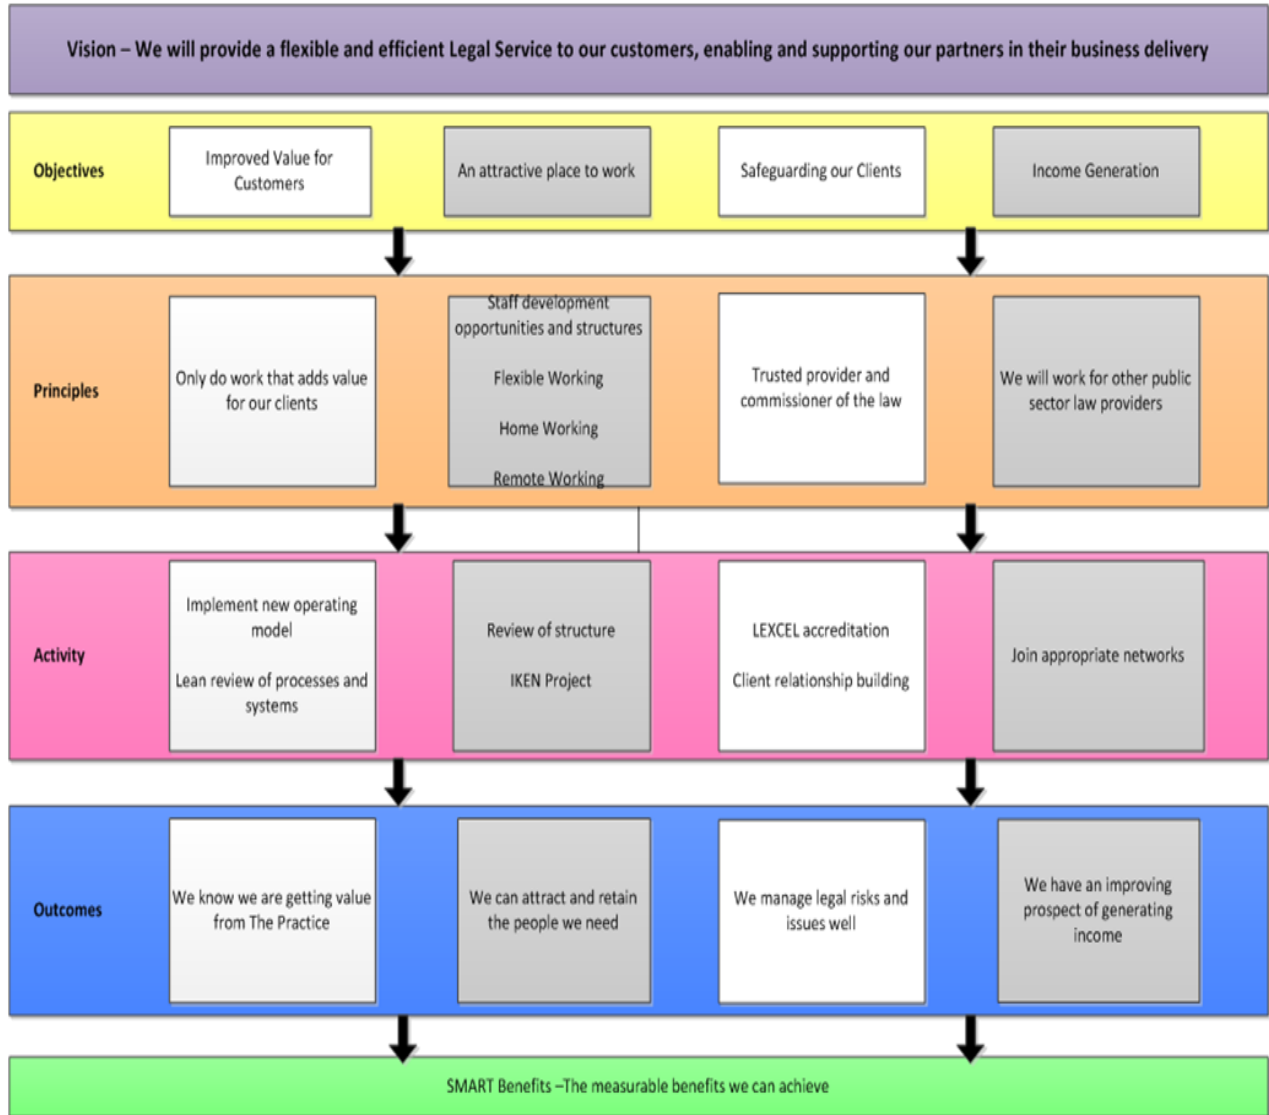 Vision – We will provide a flexible and efficient Legal Service to our customers, enabling and supporting our partners in their business delivery
Objectives
Improved Value for
Customers
An attractive place to work
Safeguarding our Clients
Income Generation
Principles
Only do work that adds value
for our clients
Staff development
opportunities and structures
Flexible Working
Home Working
Remote Working
Trusted provider and
commissioner of the law
We will work for other public
sector law providers
Activity
Implement new operating
model
Lean review of processes and
systems
Review of structure
IKEN Project
LEXCEL accreditation
Client relationship building
Join appropriate networks
Outcomes
We know we are getting value
from The Practice
We can attract and retain
the people we need
We manage legal risks and
issues well
We have an improving
prospect of generating
income
SMART Benefits –The measurable benefits we can achieve